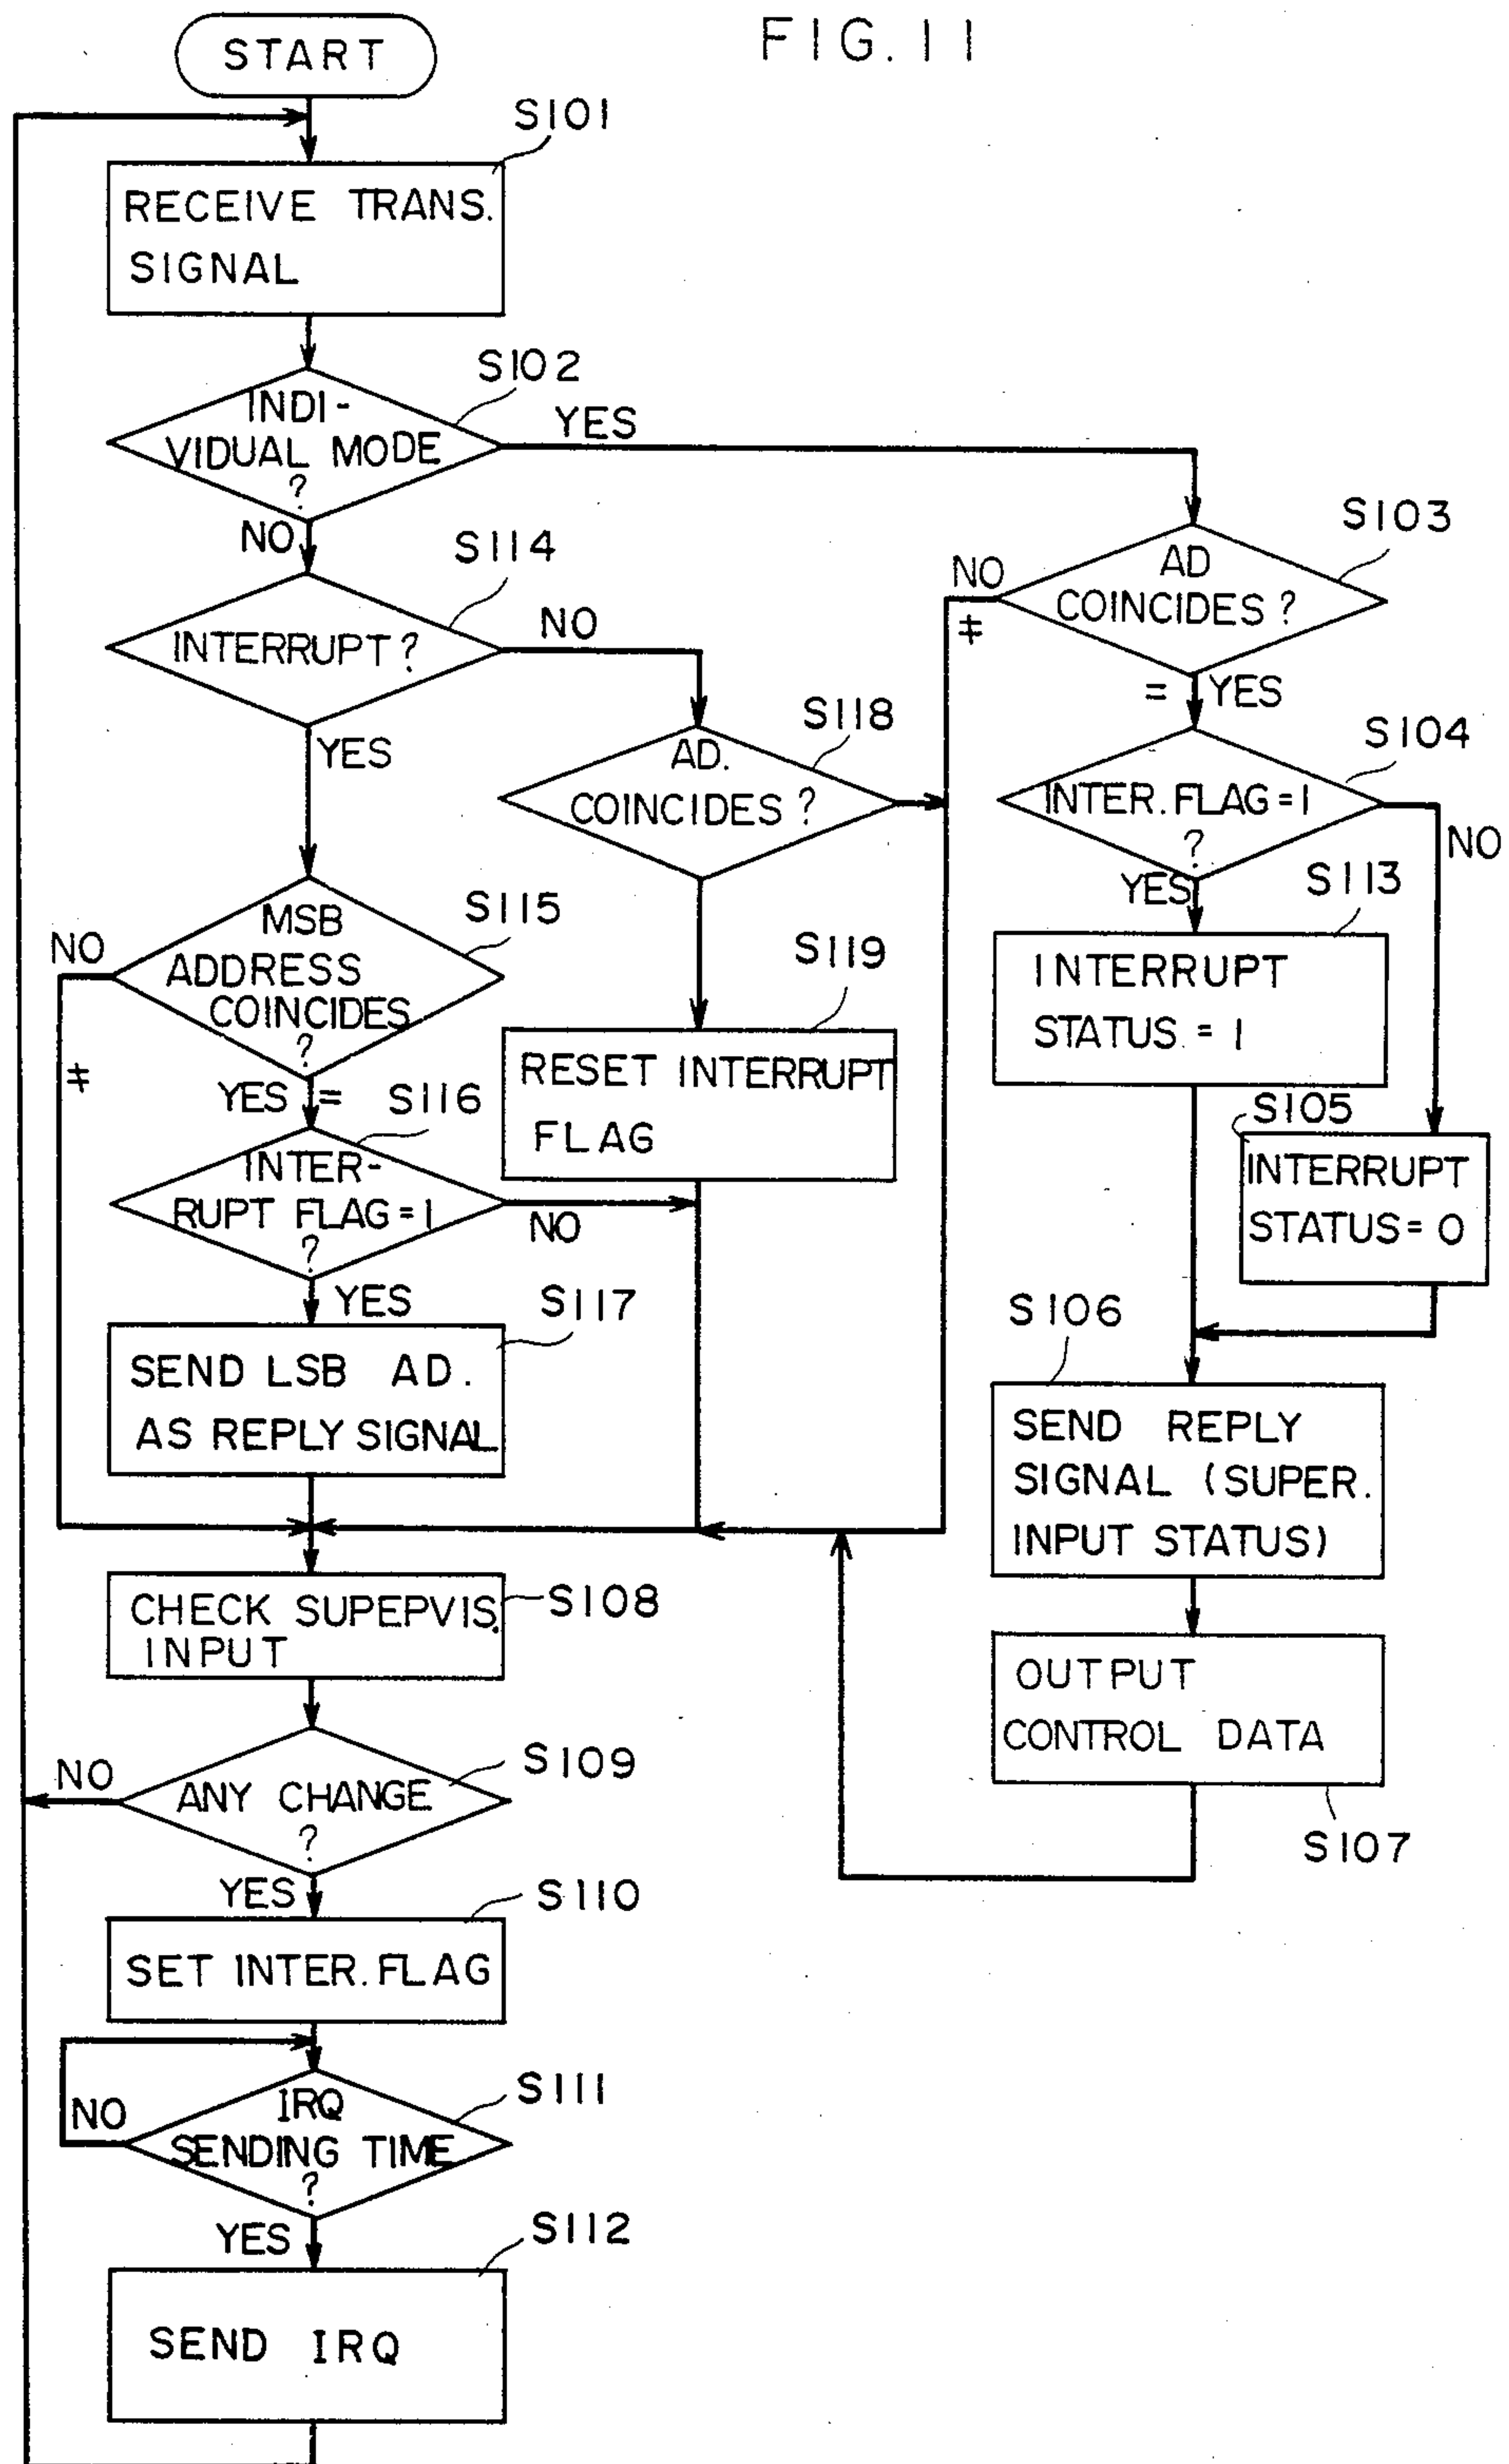 FIG. 11
START
S101
RECEIVE TRANS.
SIGNAL
S102
INDI-
VIDUAL MODE
?
YES
NO
S103
AD
COINCIDES ?
NO
≠
= YES
S114
INTERRUPT ?
NO
YES
S118
AD.
COINCIDES ?
S104
INTER. FLAG = 1
?
NO
YES
S113
INTERRUPT
STATUS = 1
S115
MSB
ADDRESS
COINCIDES
?
NO
≠
YES =
S119
RESET INTERRUPT
FLAG
S105
INTERRUPT
STATUS = 0
S116
INTER-
RUPT FLAG = 1
?
NO
YES
S117
SEND LSB AD.
AS REPLY SIGNAL
S106
SEND REPLY
SIGNAL (SUPER.
INPUT STATUS)
S108
CHECK SUPEPVIS.
INPUT
OUTPUT
CONTROL DATA
S107
S109
ANY CHANGE
?
NO
YES
S110
SET INTER. FLAG
S111
IRQ
SENDING TIME
?
NO
YES
S112
SEND IRQ